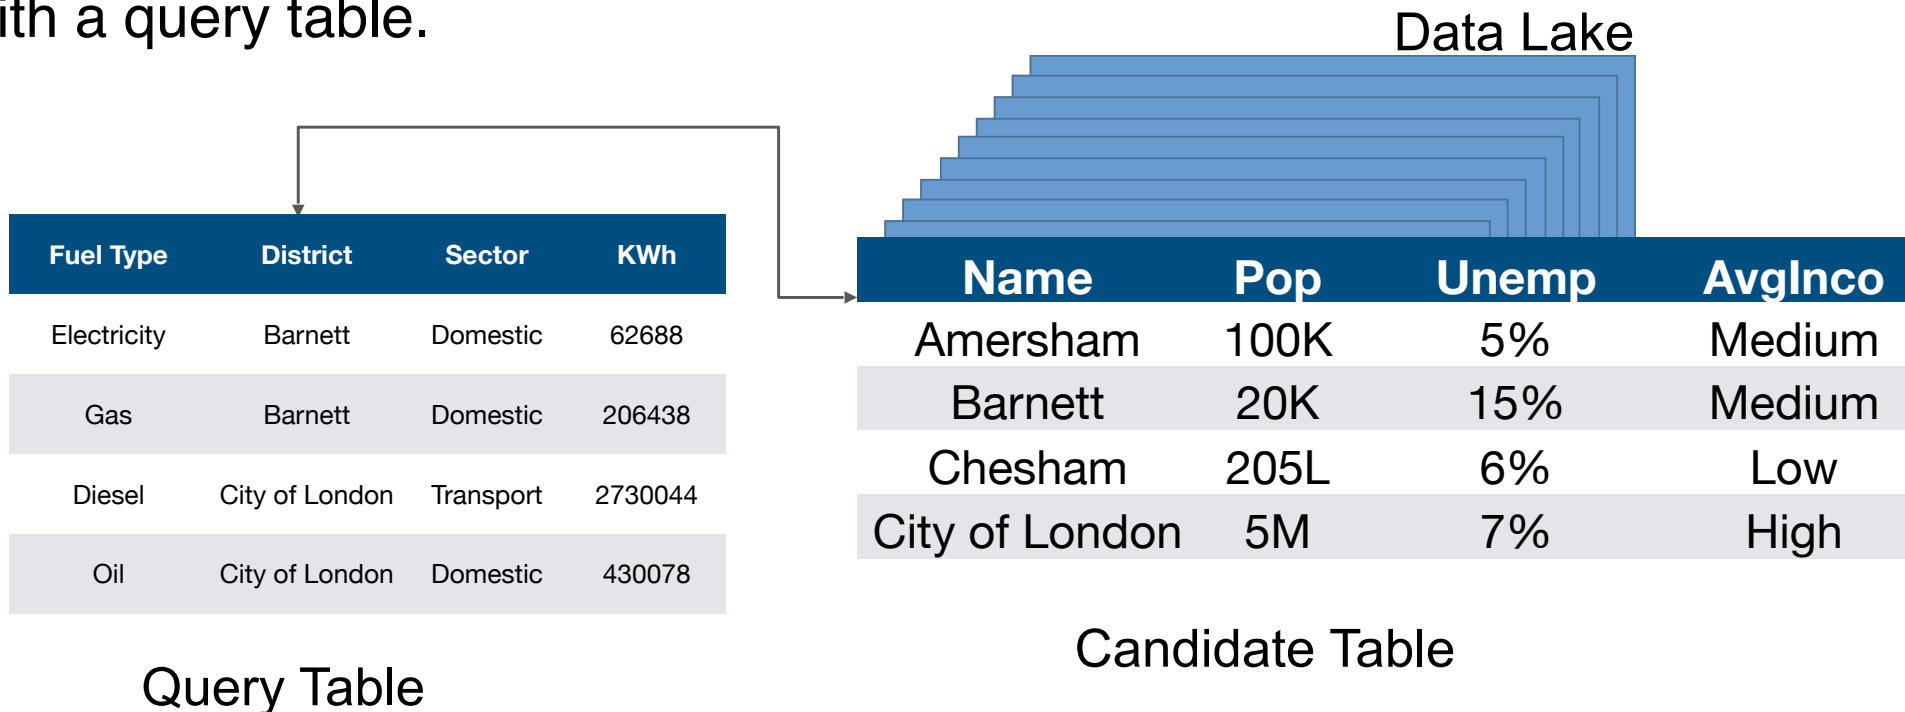 ith a query table.
Data Lake
Fuel Type District Sector KWh
Electricity Barnett Domestic 62688
Gas Barnett Domestic 206438
Diesel City of London Transport 2730044
Oil City of London Domestic 430078
Query Table
Name Pop Unemp AvgInco
Amersham 100K 5% Medium
Barnett 20K 15% Medium
Chesham 205L 6% Low
City of London 5M 7% High
Candidate Table